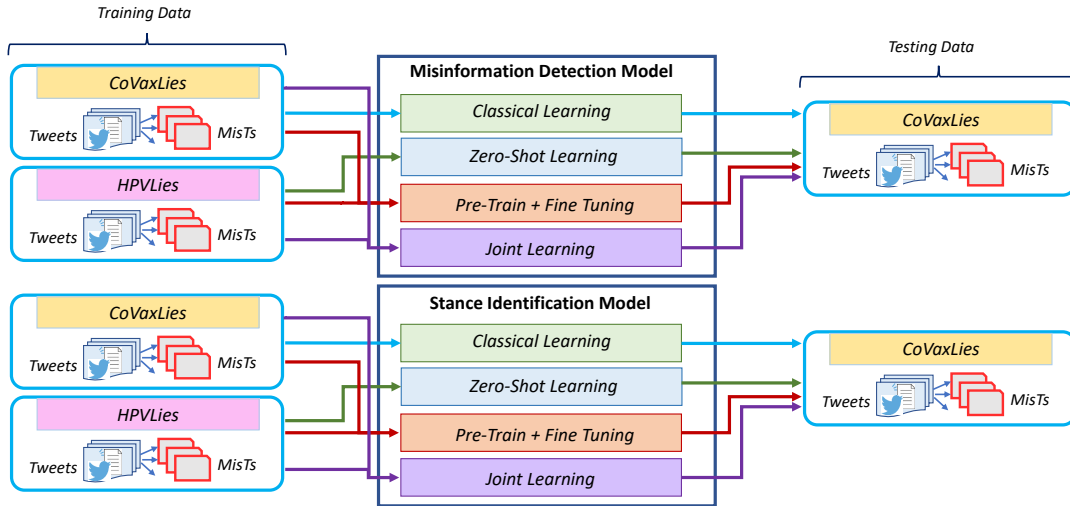 Training Data
Testing Data
CoVaxLies
Tweets
MisTs
HPVLies
Tweets
MisTs
Misinformation Detection Model
Classical Learning
Zero-Shot Learning
Pre-Train + Fine Tuning
Joint Learning
CoVaxLies
Tweets
MisTs
CoVaxLies
Tweets
MisTs
HPVLies
Tweets
MisTs
Stance Identification Model
Classical Learning
Zero-Shot Learning
Pre-Train + Fine Tuning
Joint Learning
CoVaxLies
Tweets
MisTs